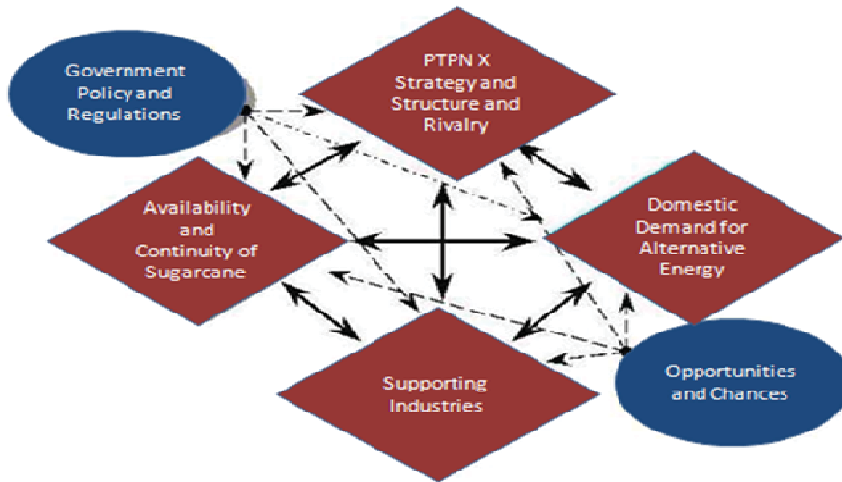 Government
Policy and
Regulations
PTPN X
Strategy and
Structure and
Rivalry
Availability
and
Continuity of
Sugarcane
Domestic
Demand for
Alternative
Energy
Supporting
Industries
Opportunities
and Chances